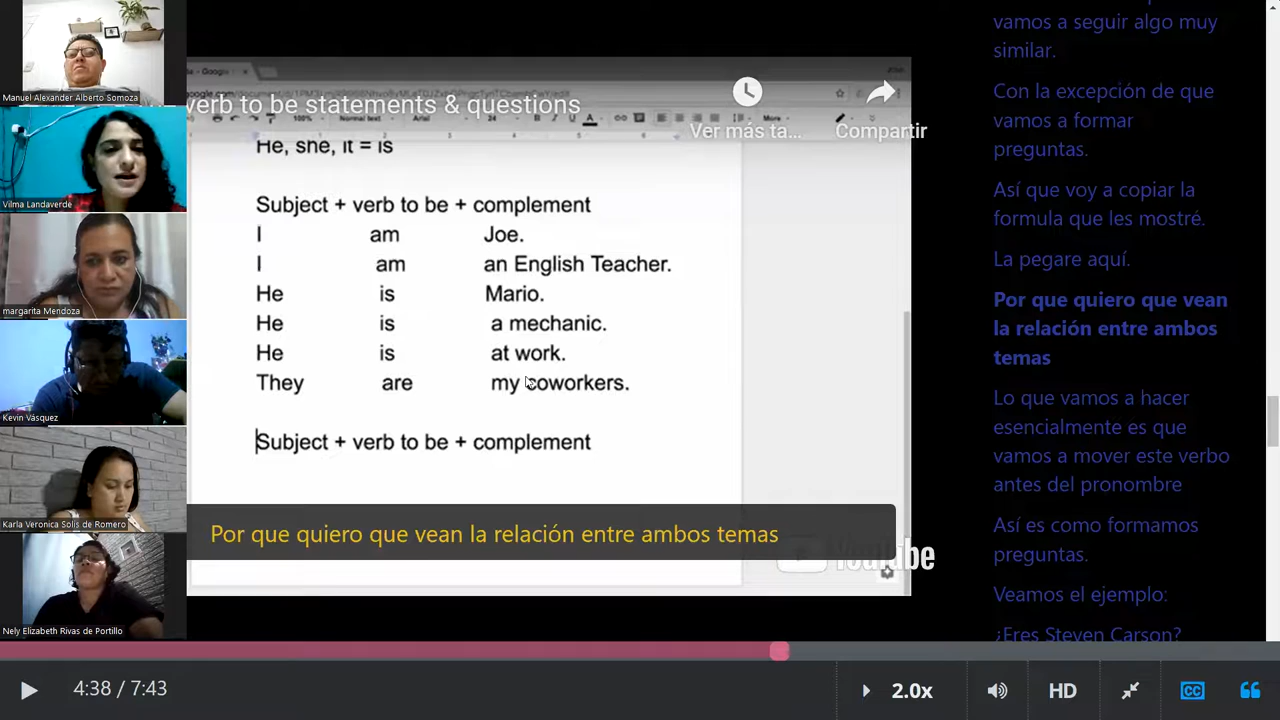 Manuel Alexander Alberto Somoza
Vilma Landaverde
margarita Mendoza
Kevin Vásquez
Karla Veronica Solis de Romero
Nely Elizabeth Rivas de Portillo
verb to be statements & questions
Ver más ta...
Compartir
He, she, it = is
Subject + verb to be + complement
I am Joe.
I am an English Teacher.
He is Mario.
He is a mechanic.
He is at work.
They are my coworkers.
Subject + verb to be + complement
Por que quiero que vean la relación entre ambos temas
YouTube
vamos a seguir algo muy
similar.
Con la excepción de que
vamos a formar
preguntas.
Así que voy a copiar la
formula que les mostré.
La pegare aquí.
Por que quiero que vean
la relación entre ambos
temas
Lo que vamos a hacer
esencialmente es que
vamos a mover este verbo
antes del pronombre
Así es como formamos
preguntas.
Veamos el ejemplo:
¿Eres Steven Carson?
4:38 / 7:43
2.0x
HD
CC